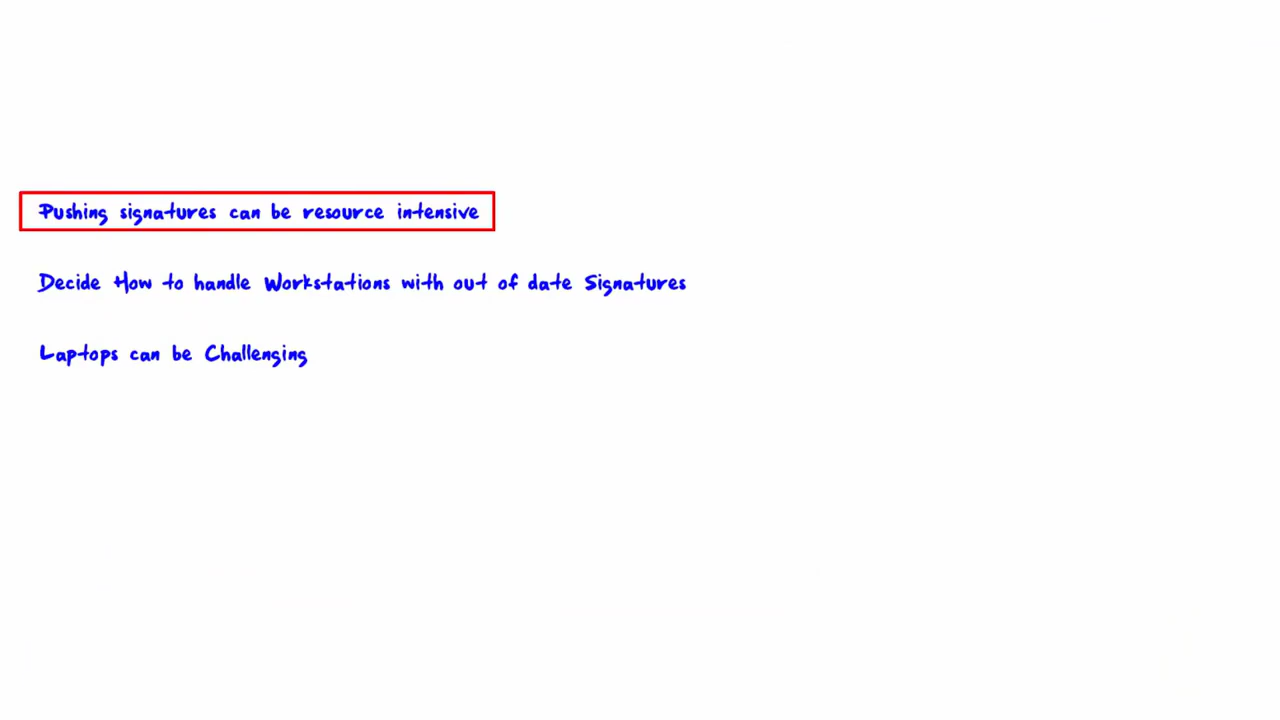 Pushing signatures can be resource intensive
Decide How to handle Workstations with out of date Signatures
Laptops can be Challenging